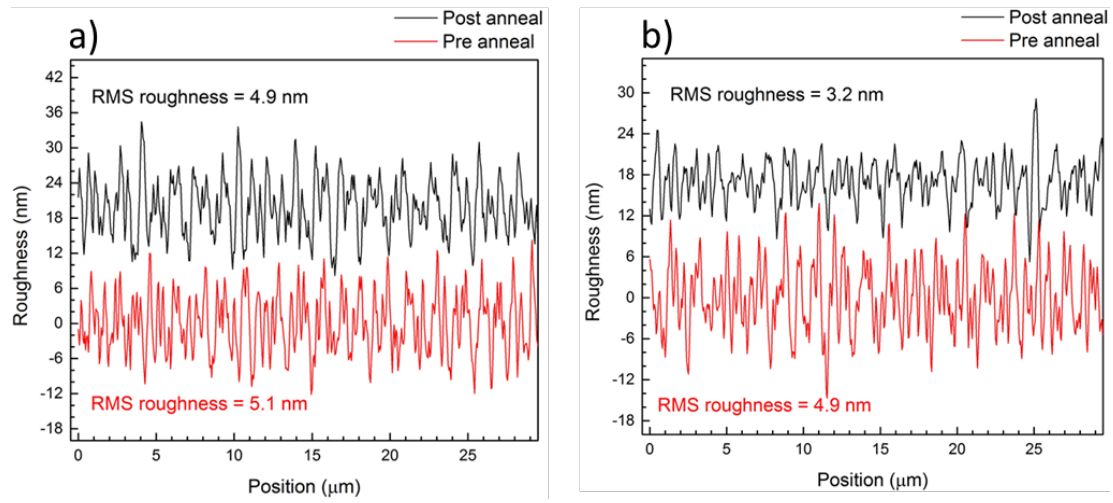 a)
Post anneal
Pre anneal
RMS roughness = 4.9 nm
RMS roughness = 5.1 nm
Roughness (nm)
42
36
30
24
18
12
6
0
-6
-12
-18
0 5 10 15 20 25
Position (μm)
b)
Post anneal
Pre anneal
RMS roughness = 3.2 nm
RMS roughness = 4.9 nm
Roughness (nm)
30
24
18
12
6
0
-6
-12
-18
0 5 10 15 20 25
Position (μm)